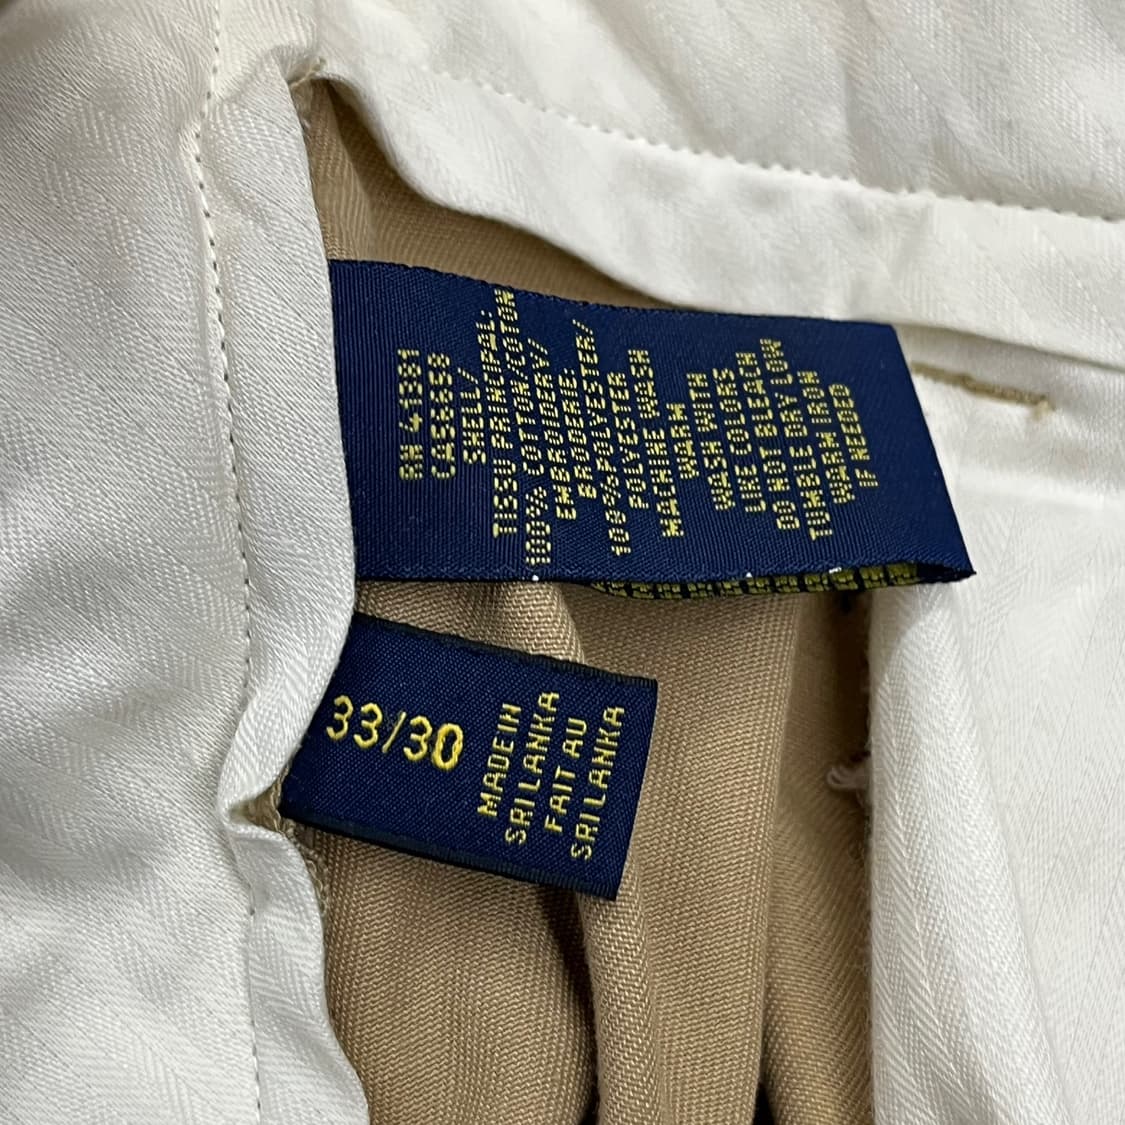 RN 41381
CA58658
SHELL/
TISSU PRINCIPAL:
100% COTTON/COTON
EMBROIDERY/
BRODERIE:
100% POLYESTER/
POLYESTER
MACHINE WASH
WARM
WASH WITH
LIKE COLORS
DO NOT BLEACH
TUMBLE DRY LOW
WARM IRON
IF NEEDED
33/30
MADE IN
SRI LANKA
FAIT AU
SRI LANKA